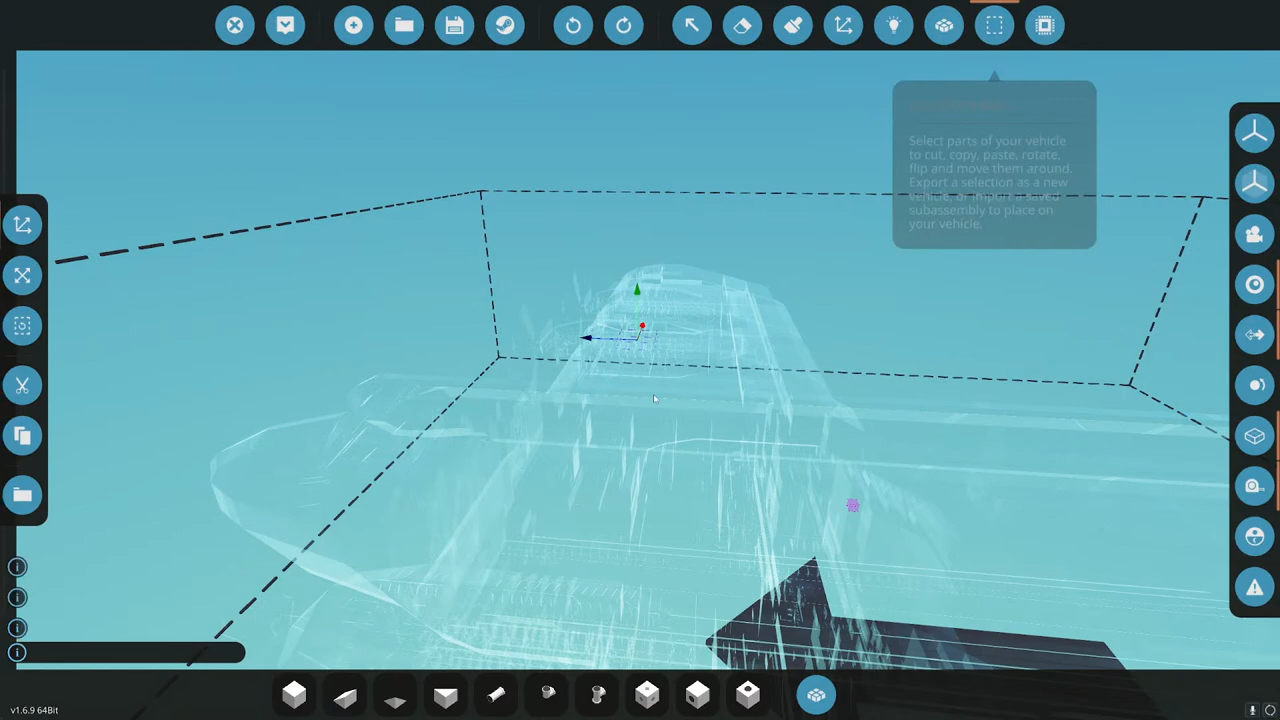 Select parts of your vehicle
to cut, copy, paste, rotate,
flip and move them around.
Export a selection as a new
vehicle, or import a saved
subassembly to place on
your vehicle.
v1.6.9 64Bit